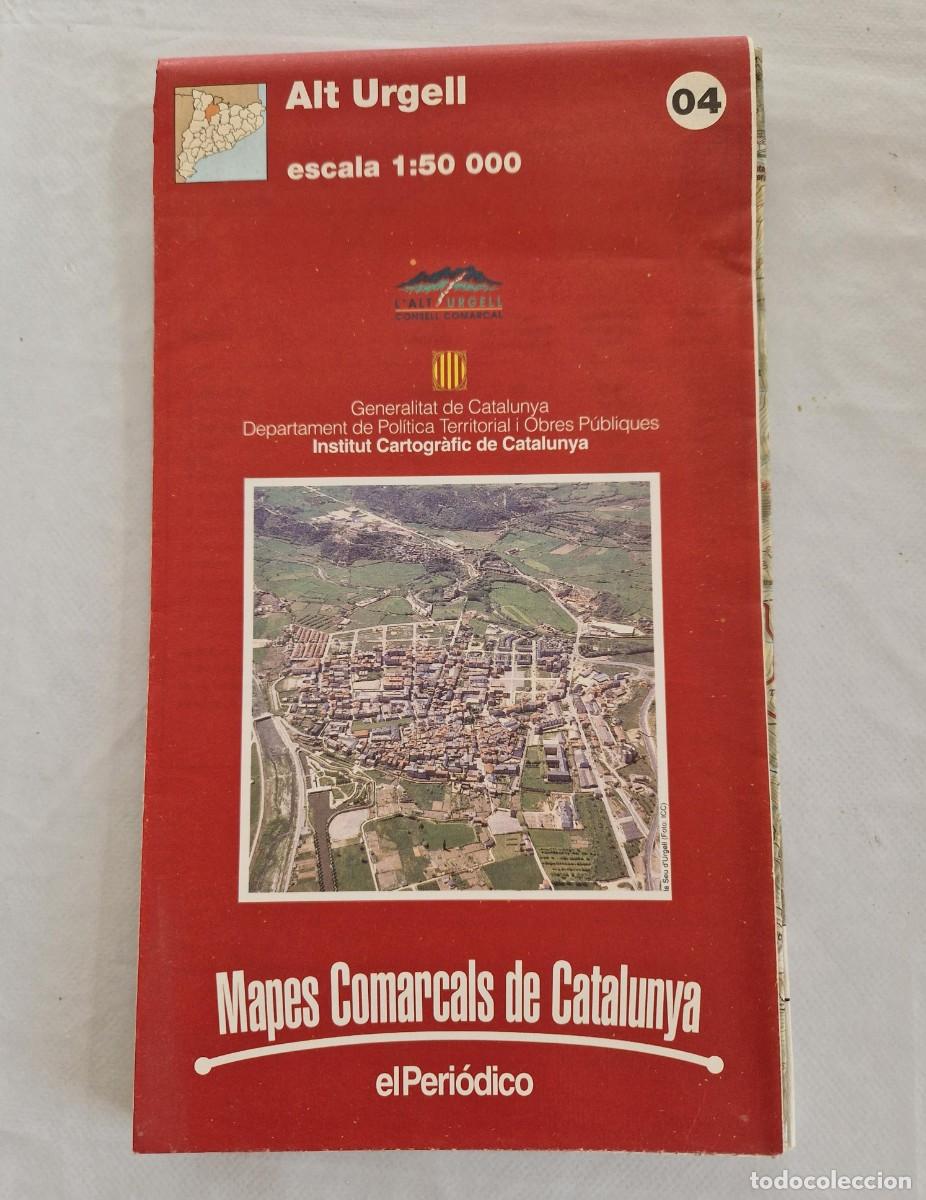 Alt Urgell
04
escala 1:50 000
L'ALT URGELL
CONSELL COMARCAL
Generalitat de Catalunya
Departament de Política Territorial i Obres Públiques
Institut Cartogràfic de Catalunya
la Seu d'Urgell (Foto: ICC)
Mapes Comarcals de Catalunya
elPeriódico
todocoleccion